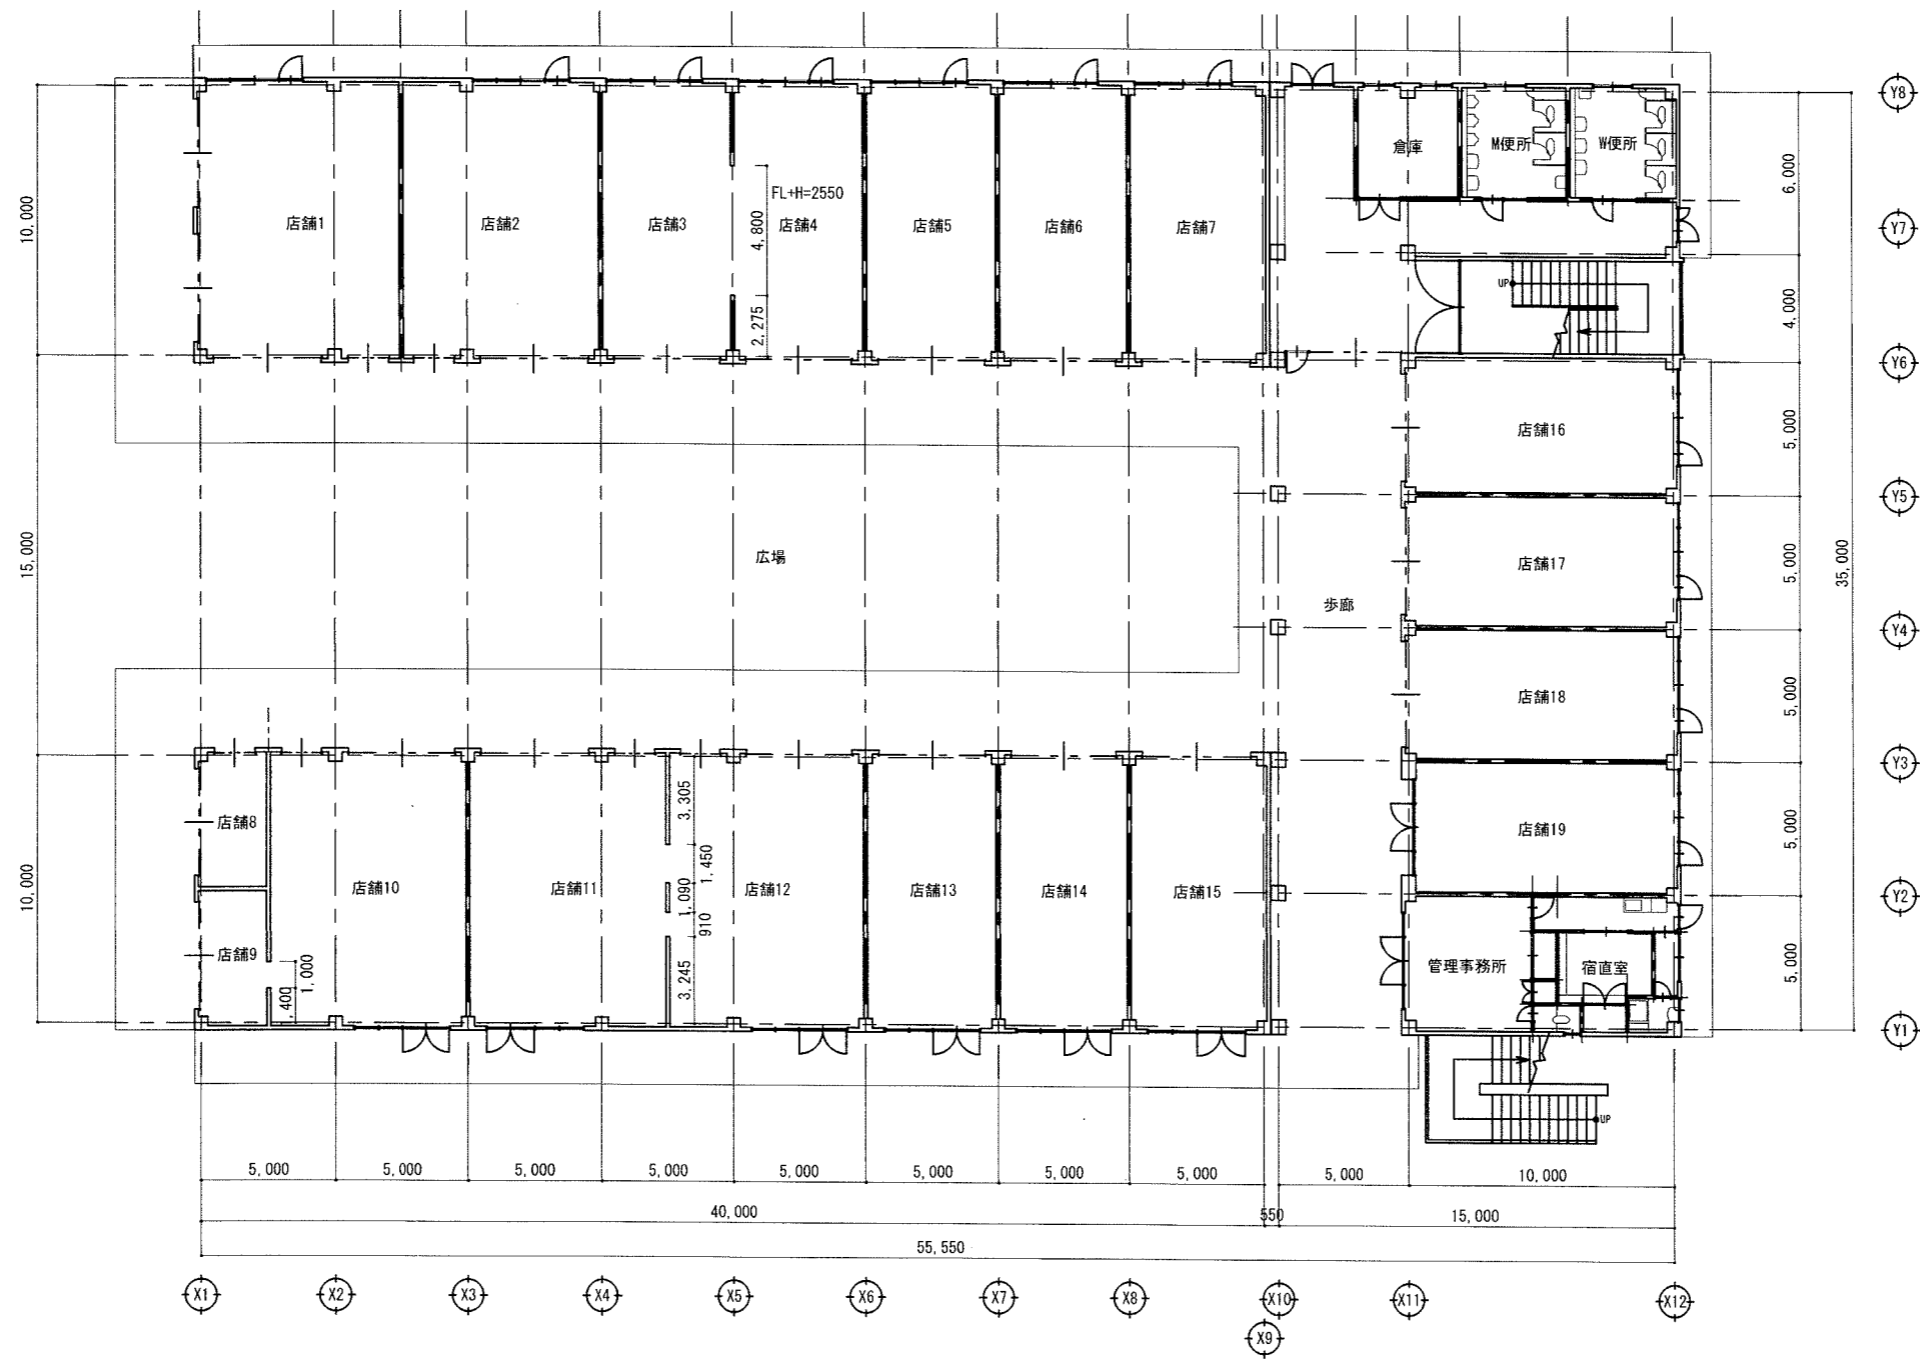 Y8
倉庫
M便所
W便所
6,000
FL+H=2550
10,000
店舗1
店舗2
店舗3
店舗4
店舗5
店舗6
店舗7
Y7
4,800
UP
2,275
4,000
Y6
店舗16
5,000
Y5
15,000
広場
店舗17
5,000
35,000
歩廊
Y4
店舗18
5,000
Y3
3,305
店舗8
店舗19
5,000
1,450
10,000
店舗10
店舗11
1,090
店舗12
店舗13
店舗14
店舗15
Y2
910
店舗9
管理事務所
宿直室
5,000
1,400
1,000
3,245
Y1
UP
5,000
5,000
5,000
5,000
5,000
5,000
5,000
5,000
5,000
10,000
40,000
550
15,000
55,550
X1
X2
X3
X4
X5
X6
X7
X8
X10
X11
X12
X9